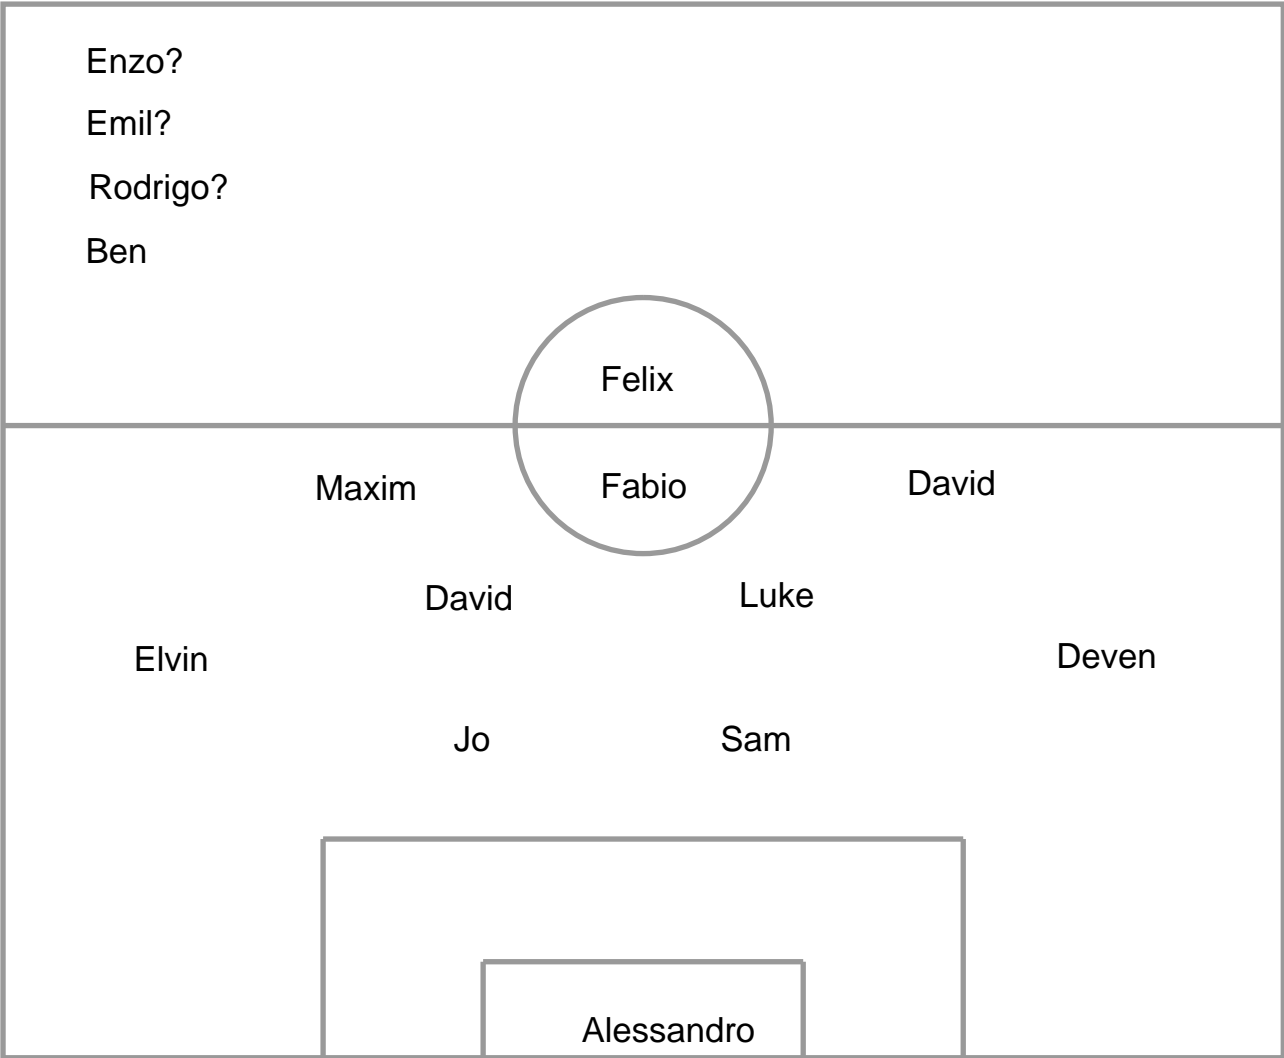 Enzo?
Emil?
Rodrigo?
Ben
Felix
Maxim Fabio David
David Luke
Elvin Deven
Jo Sam
Alessandro